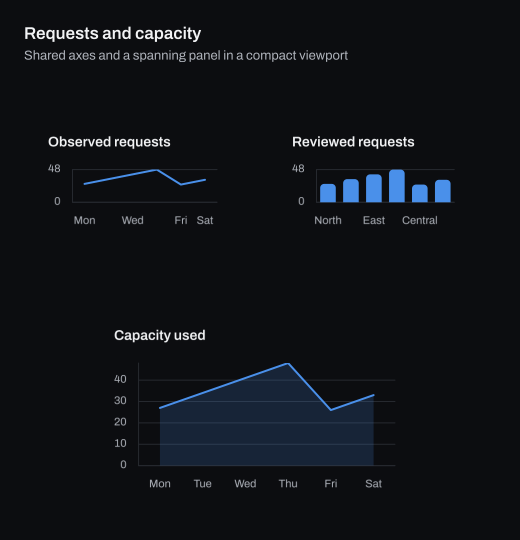 Requests and capacity
Shared axes and a spanning panel in a compact viewport
Observed requests
48
0
Mon Wed Fri Sat
Reviewed requests
48
0
North East Central
Capacity used
40
30
20
10
0
Mon Tue Wed Thu Fri Sat